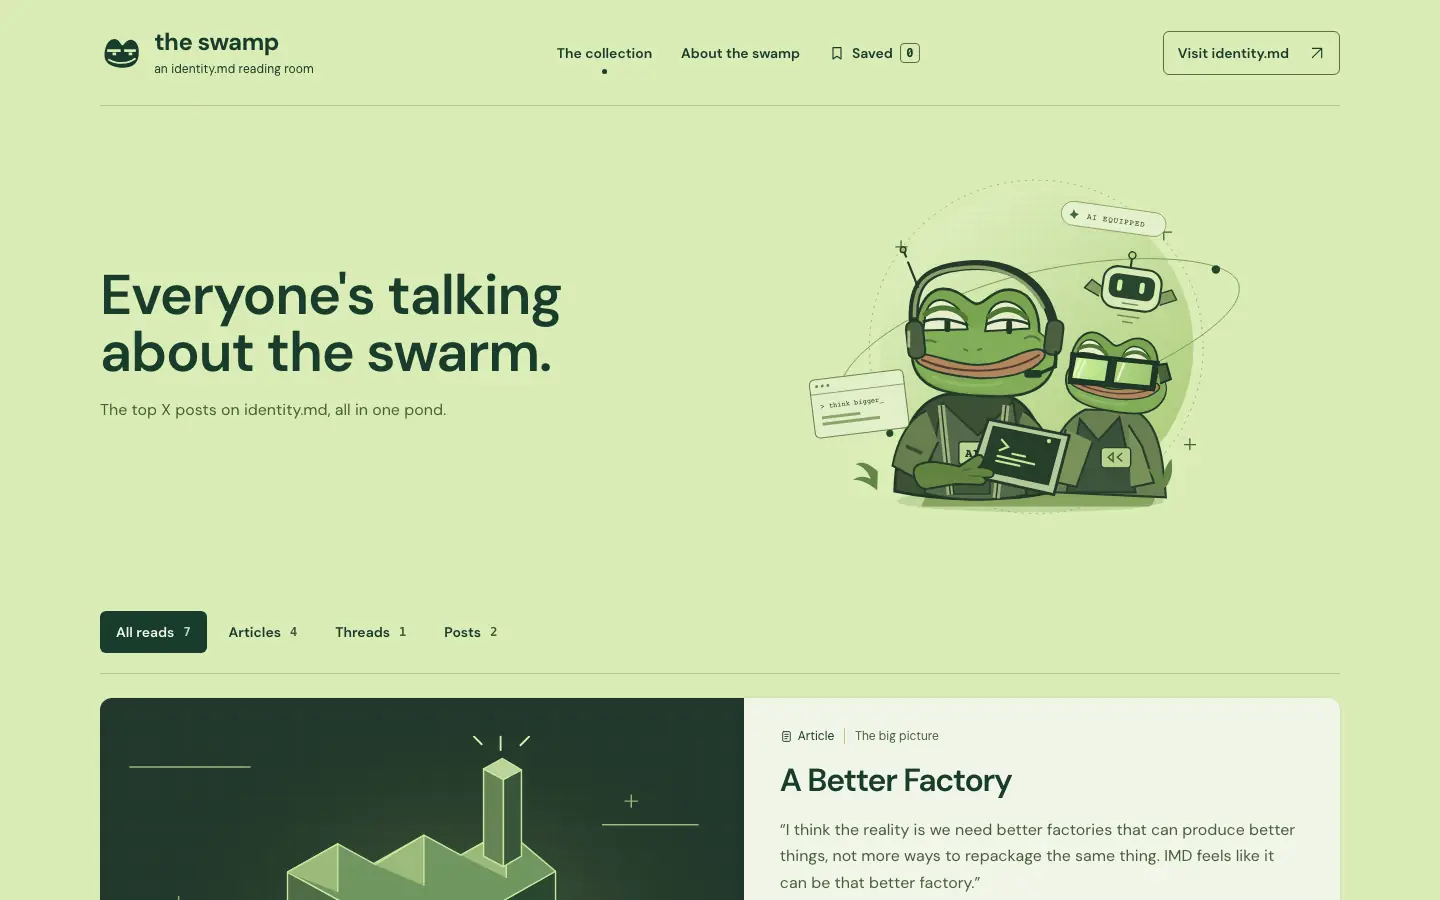 the swamp
an identity.md reading room
The collection
About the swamp
Saved 0
Visit identity.md
Everyone's talking
about the swarm.
The top X posts on identity.md, all in one pond.
AI EQUIPPED
> think bigger_
All reads 7
Articles 4
Threads 1
Posts 2
Article
The big picture
A Better Factory
“I think the reality is we need better factories that can produce better
things, not more ways to repackage the same thing. IMD feels like it
can be that better factory.”